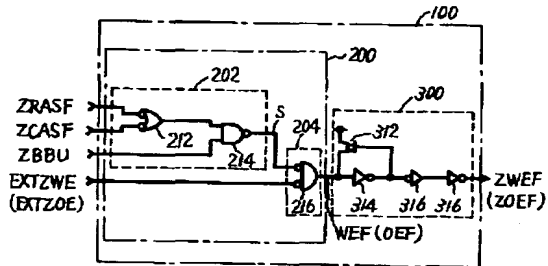 100
200
202
300
ZRASF
S
204
312
ZCASF
212
ZBBU
214
EXTZWE
ZWEF
(EXTZOE)
216
314
316
316
(ZOEF)
WEF(OEF)